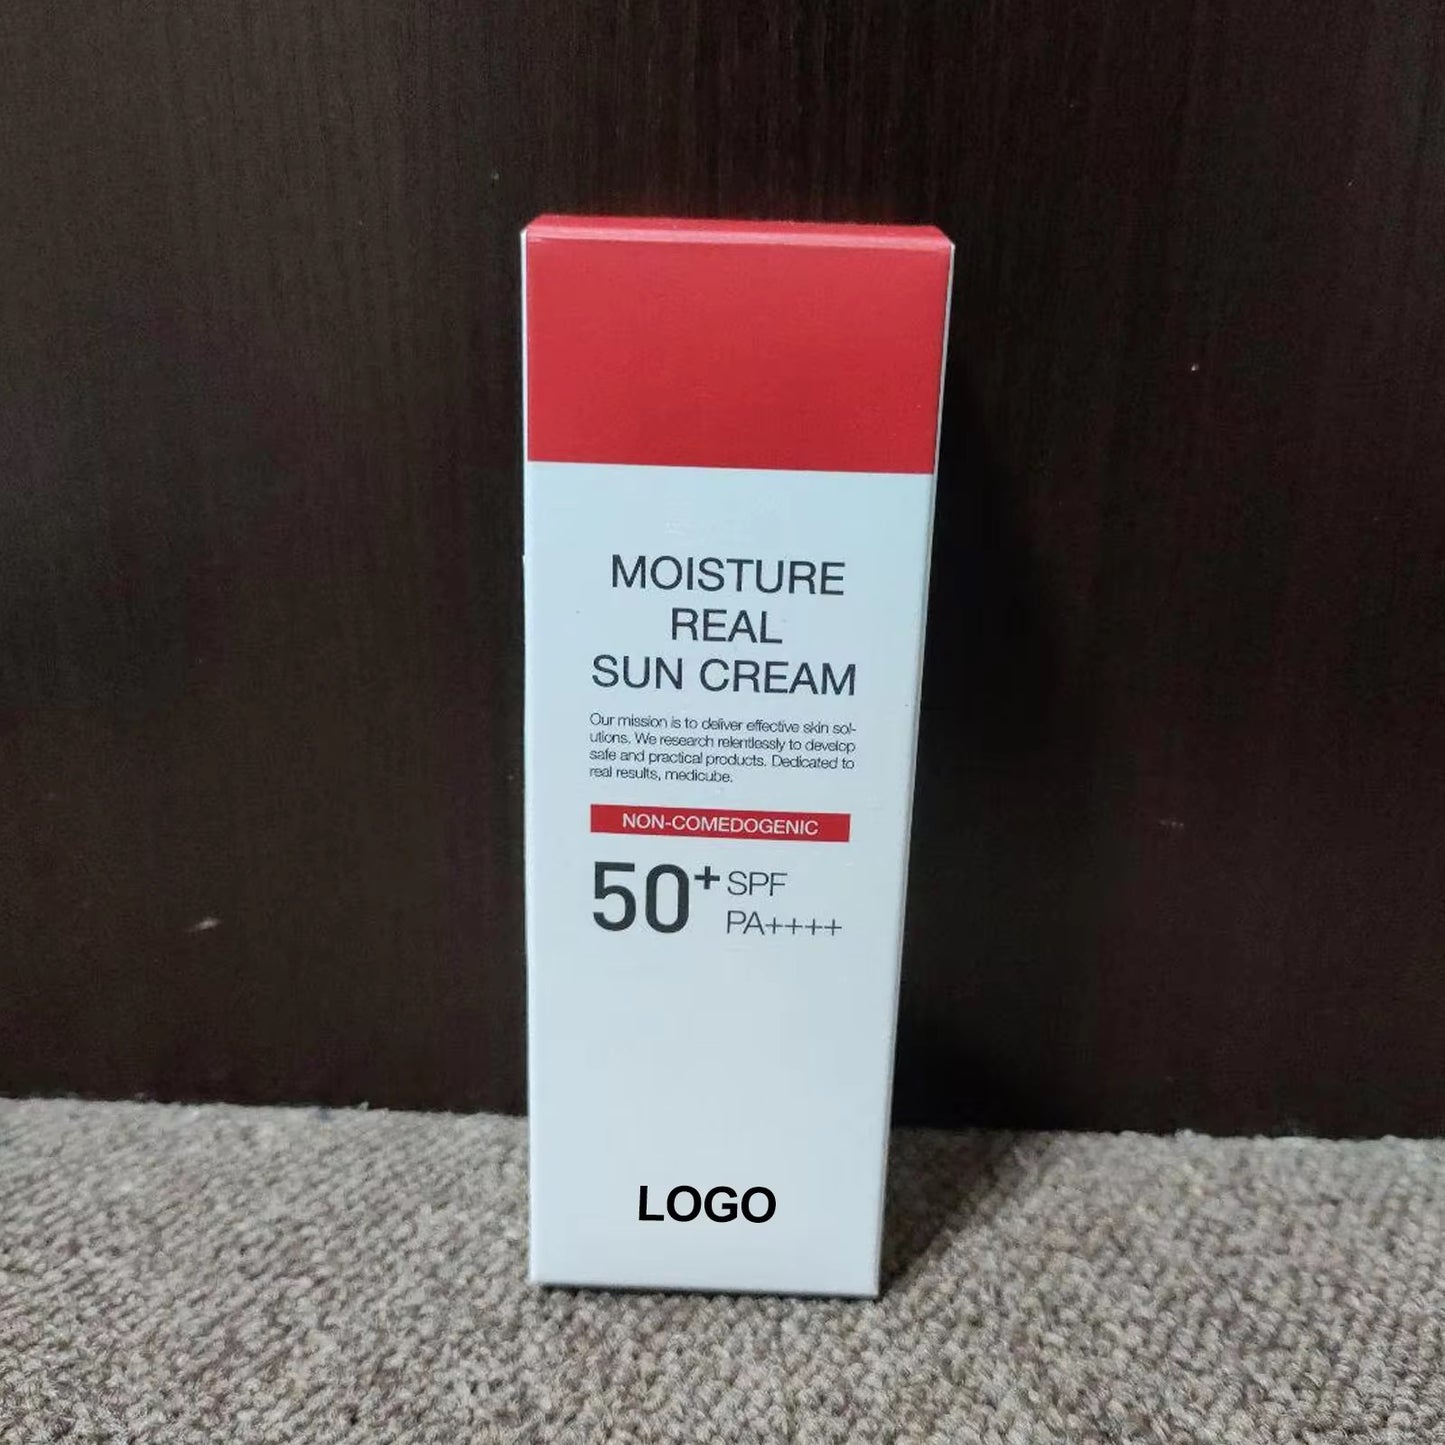 MOISTURE
REAL
SUN CREAM
Our mission is to deliver effective skin sol-
utions. We research relentlessly to develop
safe and practical products. Dedicated to
real results, medicube.
NON-COMEDOGENIC
50+ SPF
PA++++
LOGO